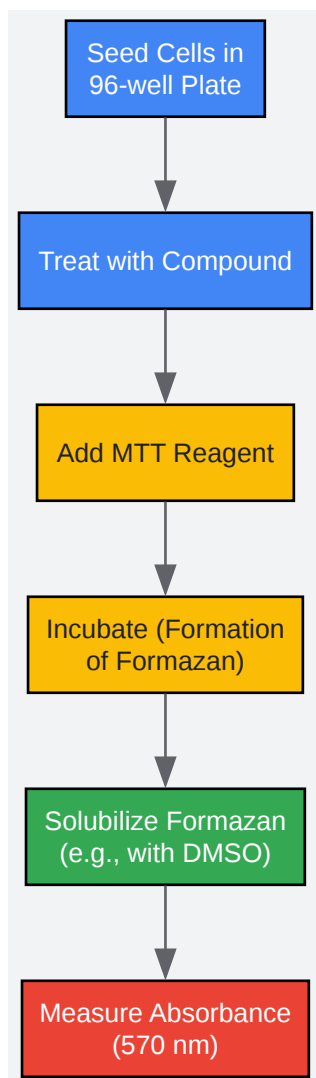 Seed Cells in
96-well Plate
Treat with Compound
Add MTT Reagent
Incubate (Formation
of Formazan)
Solubilize Formazan
(e.g., with DMSO)
Measure Absorbance
(570 nm)